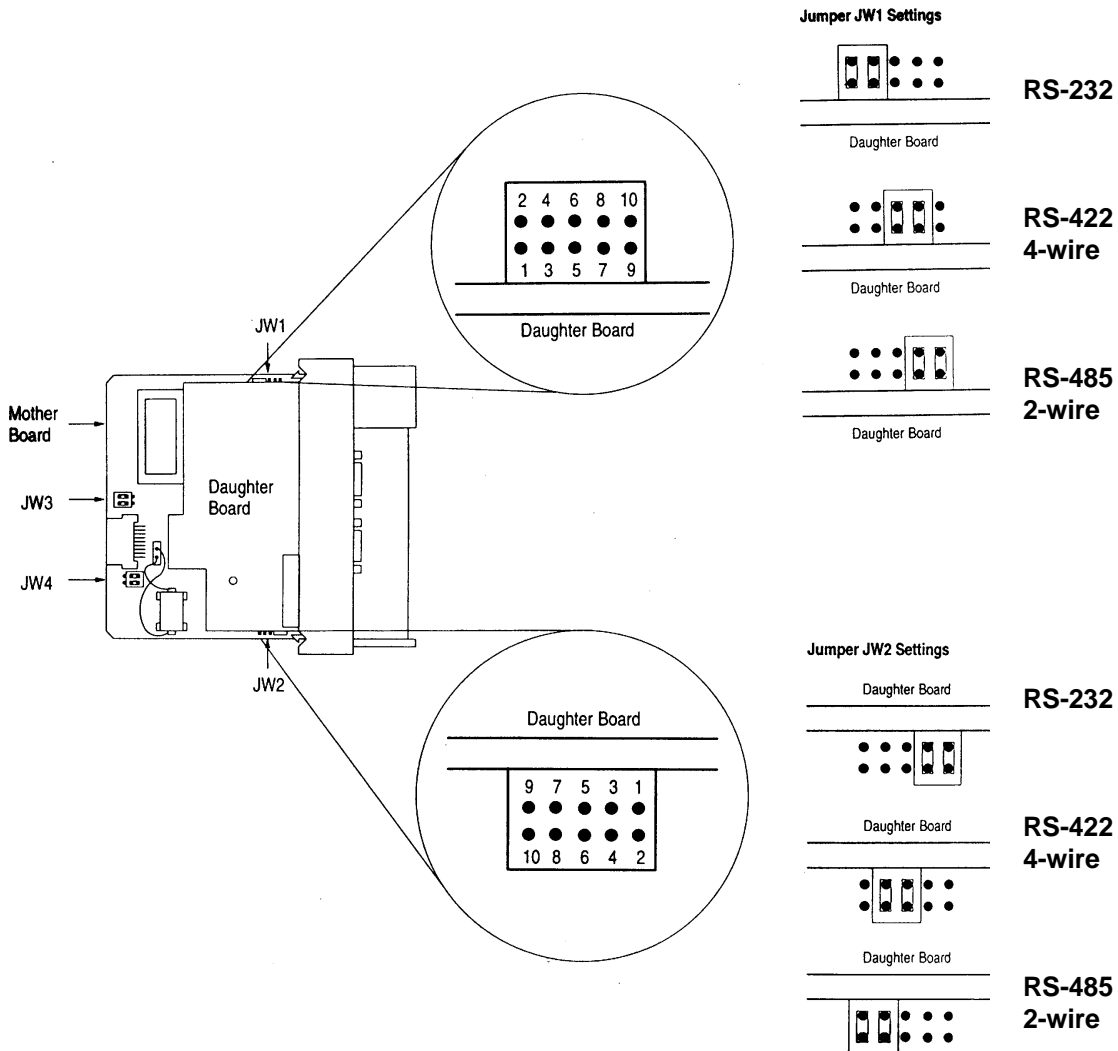 Jumper JW1 Settings
RS-232
Daughter Board
RS-422
4-wire
Daughter Board
RS-485
2-wire
Daughter Board
2 4 6 8 10
1 3 5 7 9
Daughter Board
JW1
Mother
Board
JW3
JW4
Daughter
Board
JW2
Daughter Board
9 7 5 3 1
10 8 6 4 2
Jumper JW2 Settings
Daughter Board
RS-232
Daughter Board
RS-422
4-wire
Daughter Board
RS-485
2-wire